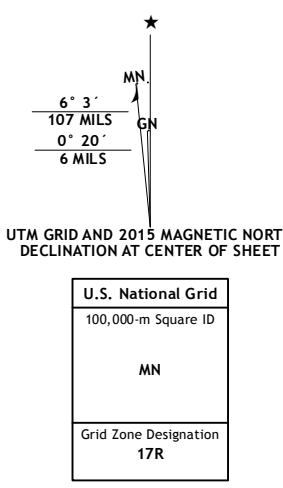 MN
6° 3´
107 MILS
GN
0° 20´
6 MILS
UTM GRID AND 2015 MAGNETIC NORT
DECLINATION AT CENTER OF SHEET
U.S. National Grid
100,000-m Square ID
MN
Grid Zone Designation
17R